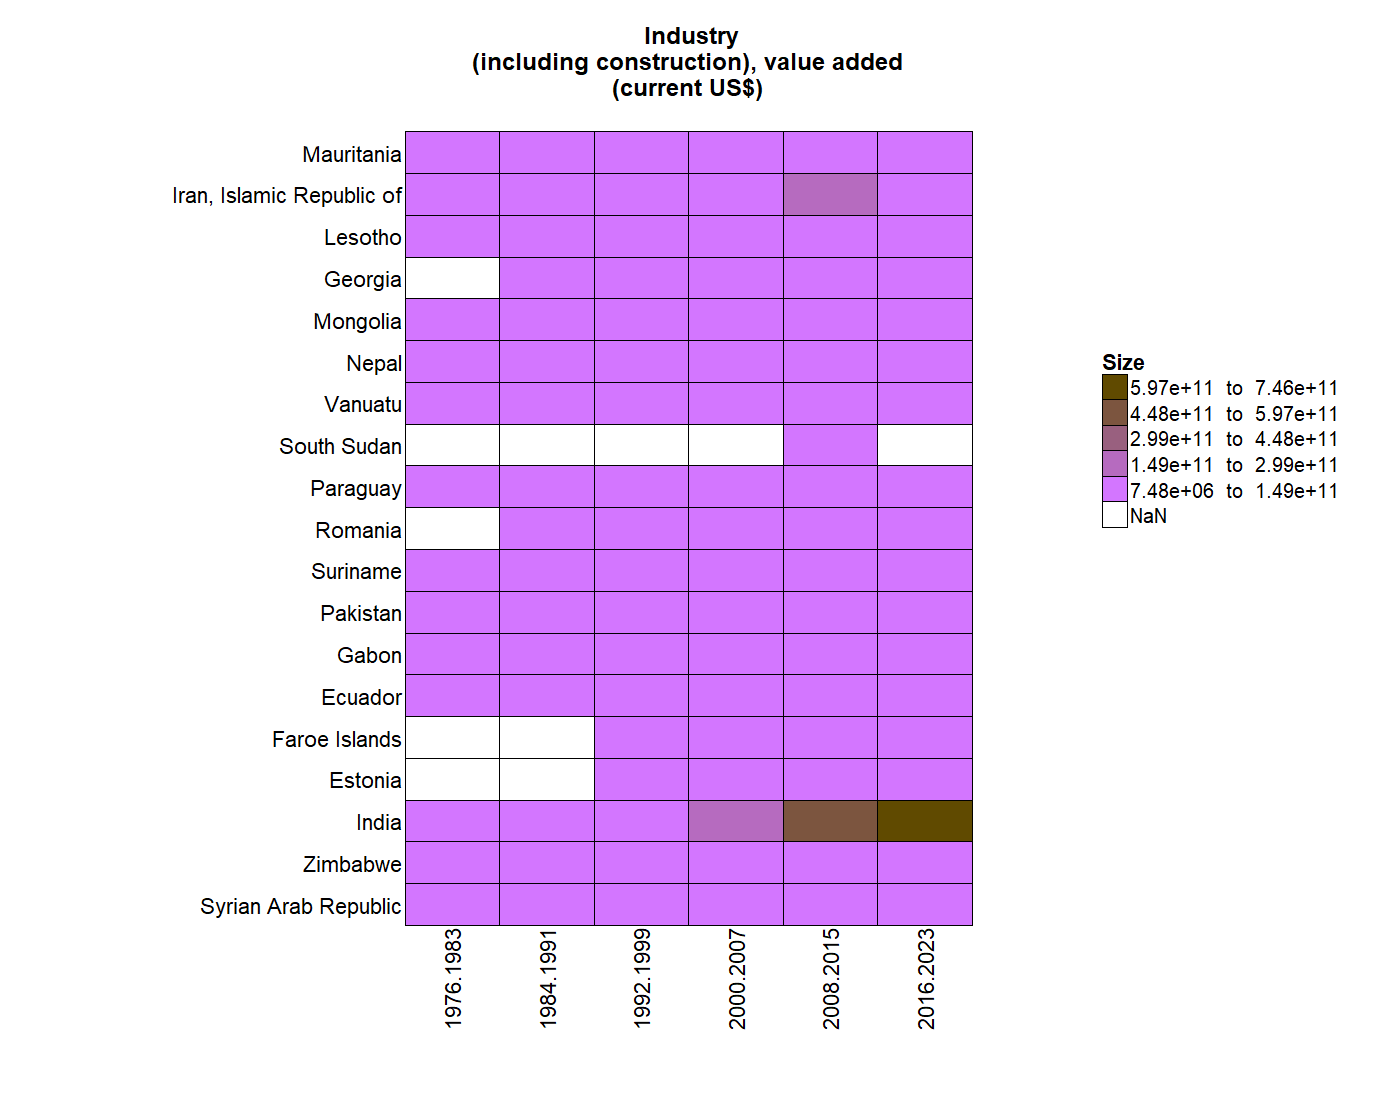 Industry
(including construction), value added
(current US$)
Mauritania
Iran, Islamic Republic of
Lesotho
Georgia
Mongolia
Nepal
Vanuatu
South Sudan
Paraguay
Romania
Suriname
Pakistan
Gabon
Ecuador
Faroe Islands
Estonia
India
Zimbabwe
Syrian Arab Republic
1976.1983
1984.1991
1992.1999
2000.2007
2008.2015
2016.2023
Size
5.97e+11 to 7.46e+11
4.48e+11 to 5.97e+11
2.99e+11 to 4.48e+11
1.49e+11 to 2.99e+11
7.48e+06 to 1.49e+11
NaN